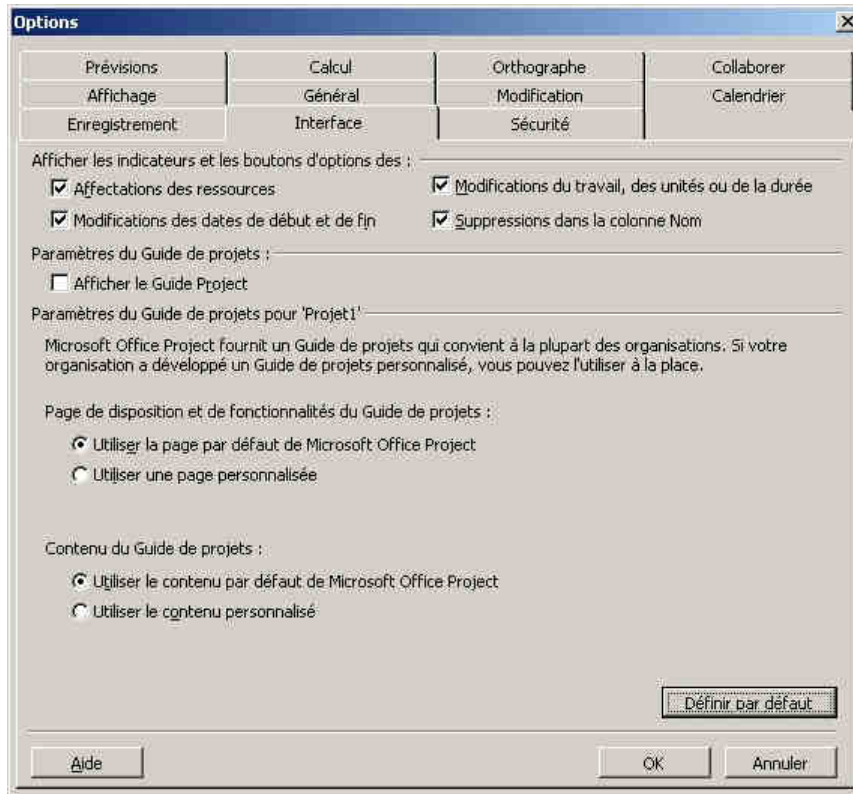 Options
Prévisions
Calcul
Orthographe
Collaborer
Affichage
Général
Modification
Calendrier
Enregistrement
Interface
Sécurité
Afficher les indicateurs et les boutons d'options des :
Affectations des ressources
Modifications du travail, des unités ou de la durée
Modifications des dates de début et de fin
Suppressions dans la colonne Nom
Paramètres du Guide de projets :
Afficher le Guide Project
Paramètres du Guide de projets pour 'Projet1'
Microsoft Office Project fournit un Guide de projets qui convient à la plupart des organisations. Si votre
organisation a développé un Guide de projets personnalisé, vous pouvez l'utiliser à la place.
Page de disposition et de fonctionnalités du Guide de projets :
Utiliser la page par défaut de Microsoft Office Project
Utiliser une page personnalisée
Contenu du Guide de projets :
Utiliser le contenu par défaut de Microsoft Office Project
Utiliser le contenu personnalisé
Définir par défaut
Aide
OK
Annuler